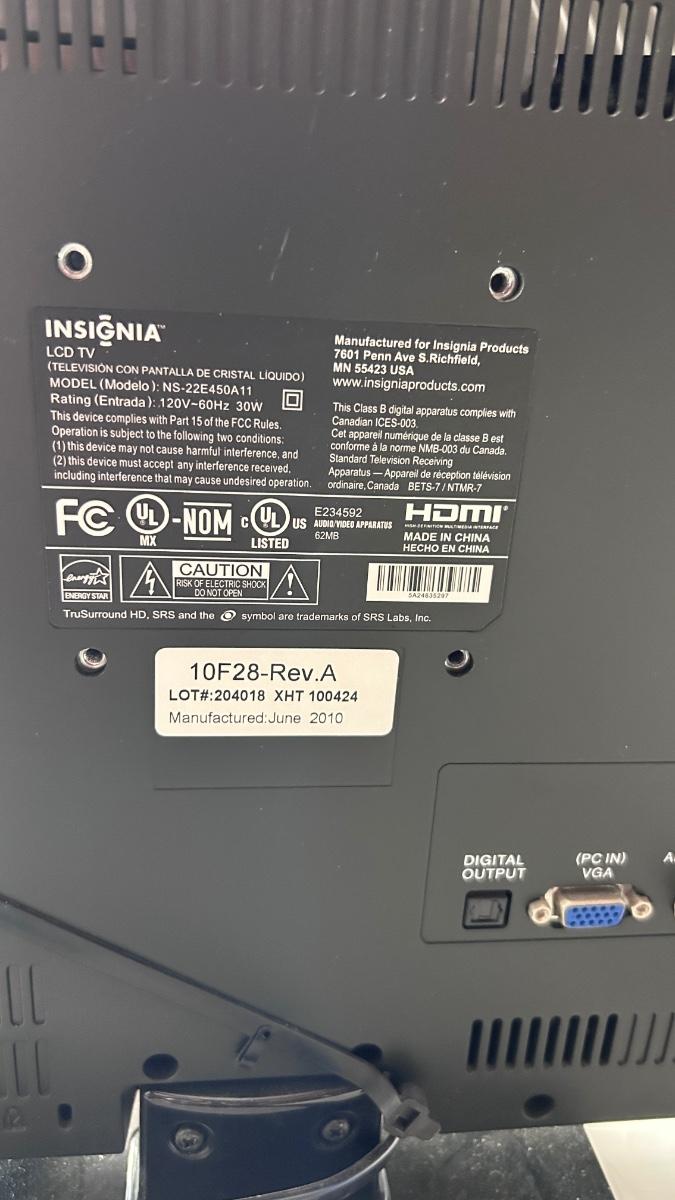 INSIGNIA™
LCD TV
(TELEVISIÓN CON PANTALLA DE CRISTAL LÍQUIDO)
MODEL (Modelo): NS-22E450A11
Rating (Entrada): 120V~60Hz 30W
This device complies with Part 15 of the FCC Rules.
Operation is subject to the following two conditions:
(1) this device may not cause harmful interference, and
(2) this device must accept any interference received,
including interference that may cause undesired operation.
Manufactured for Insignia Products
7601 Penn Ave S.Richfield,
MN 55423 USA
www.insigniaproducts.com
This Class B digital apparatus complies with
Canadian ICES-003.
Cet appareil numérique de la classe B est
conforme à la norme NMB-003 du Canada.
Standard Television Receiving
Apparatus — Appareil de réception télévision
ordinaire,Canada BETS-7 / NTMR-7
FC
UL
MX
-NOM
c UL US
LISTED
E234592
AUDIO/VIDEO APPARATUS
62MB
HDMI®
HIGH-DEFINITION MULTIMEDIA INTERFACE
MADE IN CHINA
HECHO EN CHINA
energy
ENERGY STAR
CAUTION
RISK OF ELECTRIC SHOCK
DO NOT OPEN
5A24635297
TruSurround HD, SRS and the symbol are trademarks of SRS Labs, Inc.
10F28-Rev.A
LOT#:204018 XHT 100424
Manufactured:June 2010
DIGITAL
OUTPUT
(PC IN)
VGA